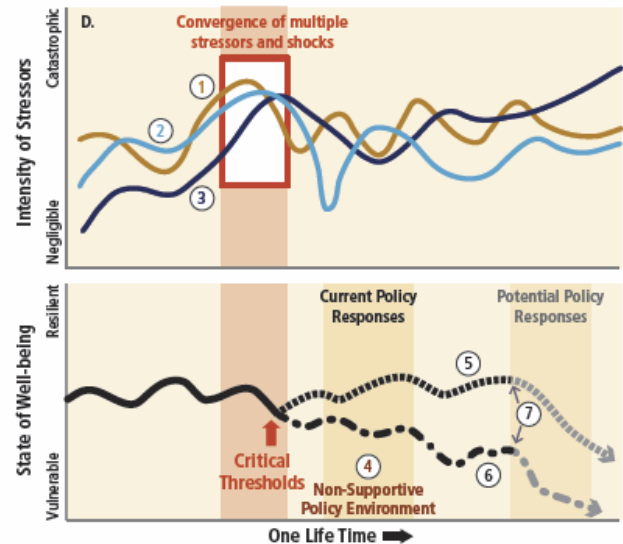 D.
Convergence of multiple
stressors and shocks
Catastrophic
Intensity of Stressors
Negligible
1
2
3
Resilient
State of Well-being
Vulnerable
Current Policy
Responses
Potential Policy
Responses
5
7
Critical
Thresholds
4
6
Non-Supportive
Policy Environment
One Life Time